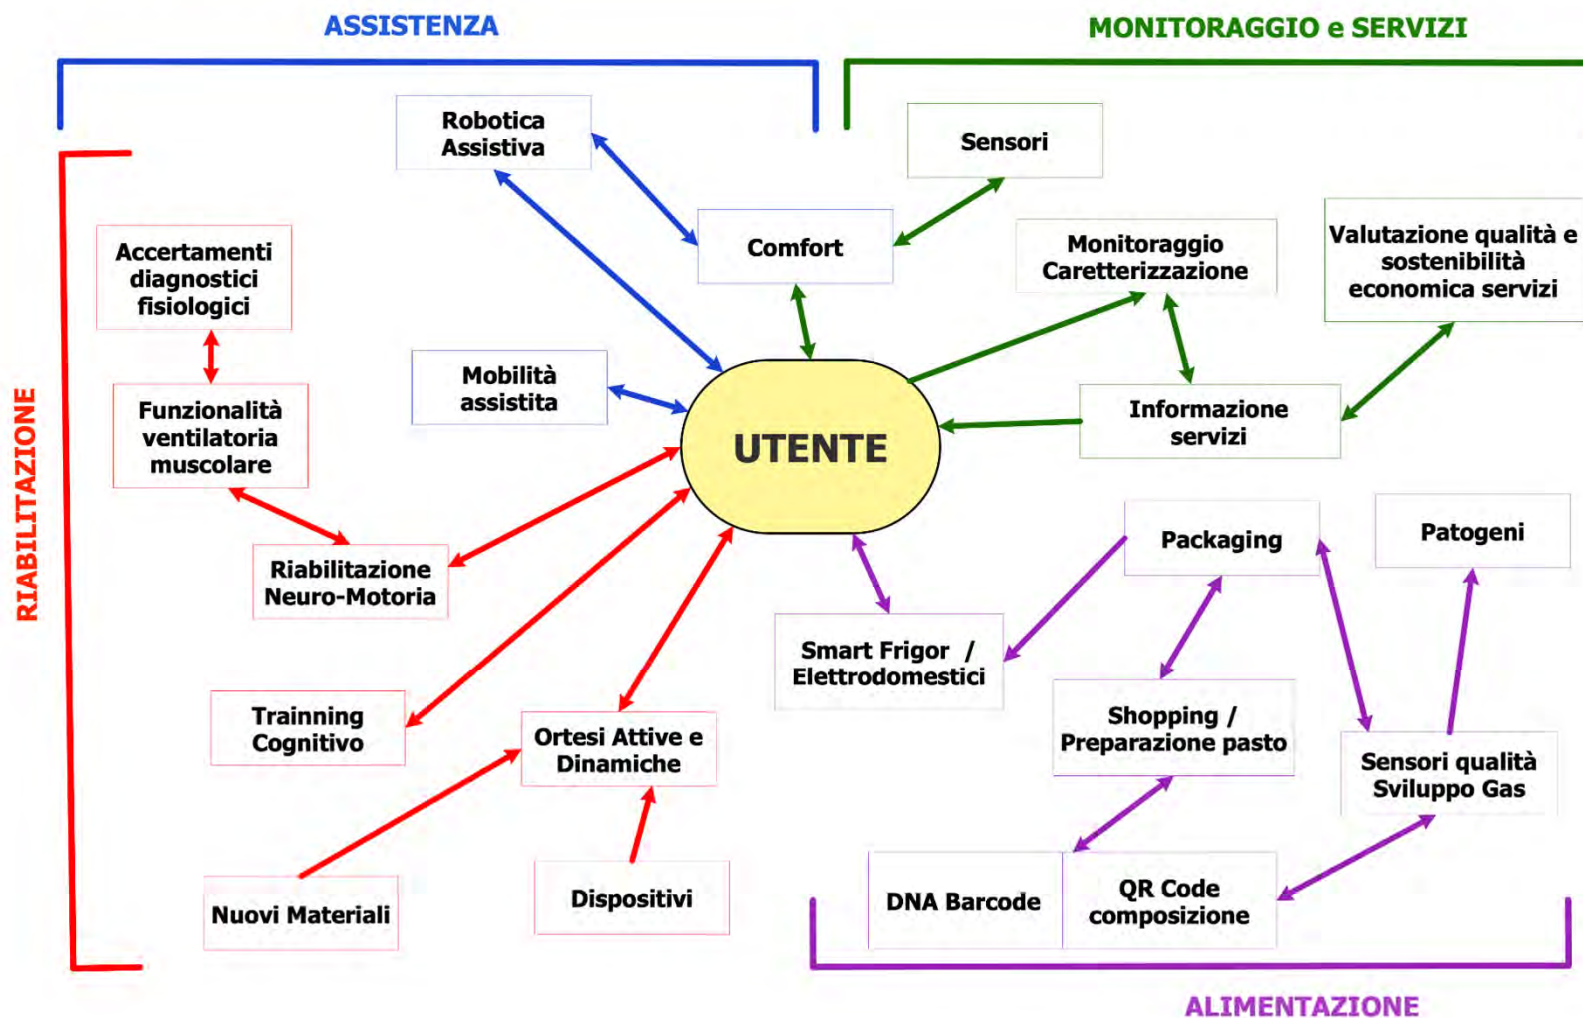 ASSISTENZA
MONITORAGGIO e SERVIZI
Robotica
Assistiva
Sensori
Comfort
Monitoraggio
Caretterizzazione
Valutazione qualità e
sostenibilità
economica servizi
Accertamenti
diagnostici
fisiologici
Mobilità
assistita
Funzionalità
ventilatoria
muscolare
Informazione
servizi
UTENTE
RIABILITAZIONE
Riabilitazione
Neuro-Motoria
Packaging
Patogeni
Smart Frigor /
Elettrodomestici
Trainning
Cognitivo
Ortesi Attive e
Dinamiche
Shopping /
Preparazione pasto
Sensori qualità
Sviluppo Gas
Nuovi Materiali
Dispositivi
DNA Barcode
QR Code
composizione
ALIMENTAZIONE